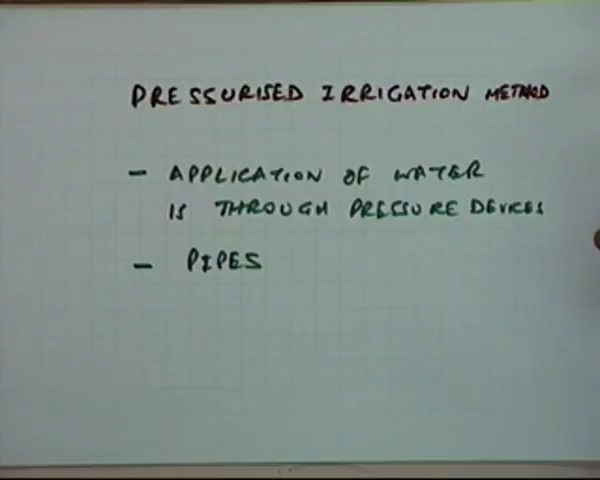 PRESSURISED IRRIGATION METHOD
- APPLICATION OF WATER
IS THROUGH PRESSURE DEVICES
- PIPES